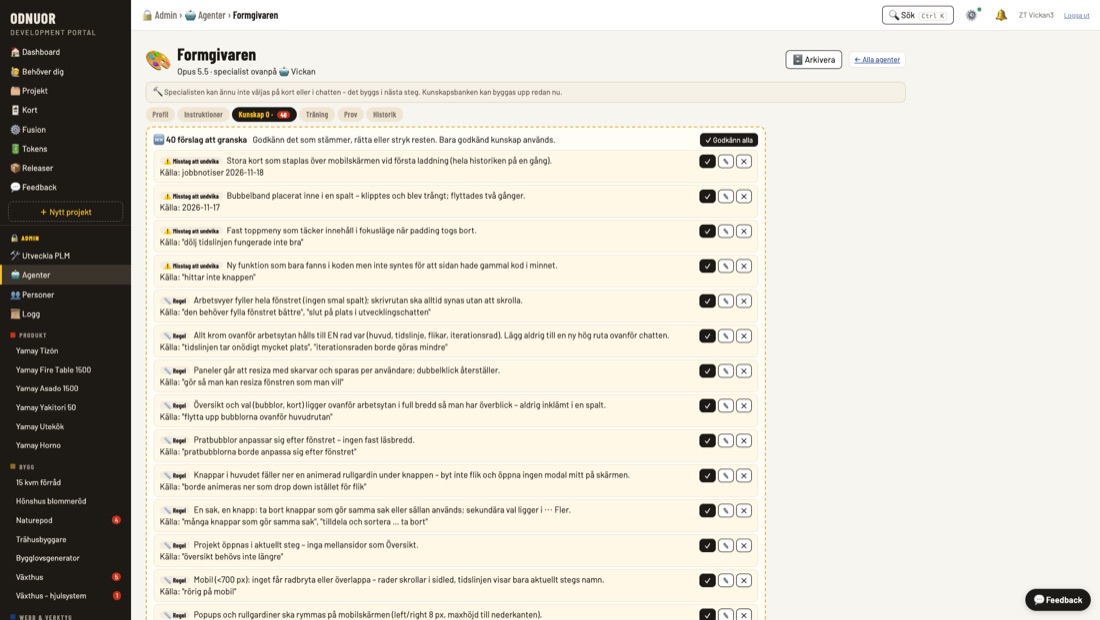 ODNUOR
DEVELOPMENT PORTAL
Dashboard
Behöver dig
Projekt
Kort
Fusion
Tokens
Releaser
Feedback
+ Nytt projekt
ADMIN
Utveckla PLM
Agenter
Personer
Logg
PRODUKT
Yamay Tizón
Yamay Fire Table 1500
Yamay Asado 1500
Yamay Yakitori 50
Yamay Utekök
Yamay Horno
BYGG
15 kvm förråd
Hönshus blommeröd
Naturepod 4
Trähusbyggare
Bygglovsgenerator
Växthus 5
Växthus – hjulsystem 1
WEBB & VERKTYG
Admin › Agenter › Formgivaren
Sök Ctrl K
ZT Vickan3 Logga ut
Formgivaren
Opus 5.5 · specialist ovanpå Vickan
Arkivera
← Alla agenter
Specialisten kan ännu inte väljas på kort eller i chatten – det byggs i nästa steg. Kunskapsbanken kan byggas upp redan nu.
Profil Instruktioner Kunskap 0 · 40 Träning Prov Historik
40 förslag att granska Godkänn det som stämmer, rätta eller stryk resten. Bara godkänd kunskap används.
✓ Godkänn alla
Misstag att undvika Stora kort som staplas över mobilskärmen vid första laddning (hela historiken på en gång).
Källa: jobbnotiser 2026-11-18
Misstag att undvika Bubbelband placerat inne i en spalt – klipptes och blev trångt; flyttades två gånger.
Källa: 2026-11-17
Misstag att undvika Fast toppmeny som täcker innehåll i fokusläge när padding togs bort.
Källa: "dölj tidslinjen fungerade inte bra"
Misstag att undvika Ny funktion som bara fanns i koden men inte syntes för att sidan hade gammal kod i minnet.
Källa: "hittar inte knappen"
Regel Arbetsvyer fyller hela fönstret (ingen smal spalt); skrivrutan ska alltid synas utan att skrolla.
Källa: "den behöver fylla fönstret bättre", "slut på plats i utvecklingschatten"
Regel Allt krom ovanför arbetsytan hålls till EN rad var (huvud, tidslinje, flikar, iterationsrad). Lägg aldrig till en ny hög ruta ovanför chatten.
Källa: "tidslinjen tar onödigt mycket plats", "iterationsraden borde göras mindre"
Regel Paneler går att resiza med skarvar och sparas per användare; dubbelklick återställer.
Källa: "gör så man kan resiza fönstren som man vill"
Regel Översikt och val (bubblor, kort) ligger ovanför arbetsytan i full bredd så man har överblick – aldrig inklämt i en spalt.
Källa: "flytta upp bubblorna ovanför huvudrutan"
Regel Pratbubblor anpassar sig efter fönstret – ingen fast läsbredd.
Källa: "pratbubblorna borde anpassa sig efter fönstret"
Regel Knappar i huvudet fäller ner en animerad rullgardin under knappen – byt inte flik och öppna ingen modal mitt på skärmen.
Källa: "borde animeras ner som drop down istället för flik"
Regel En sak, en knapp: ta bort knappar som gör samma sak eller sällan används; sekundära val ligger i ⋯ Fler.
Källa: "många knappar som gör samma sak", "tilldela och sortera ... ta bort"
Regel Projekt öppnas i aktuellt steg – inga mellansidor som Översikt.
Källa: "översikt behövs inte längre"
Regel Mobil (<700 px): inget får radbryta eller överlappa – rader skrollar i sidled, tidslinjen visar bara aktuellt stegs namn.
Källa: "rörig på mobil"
Regel Popups och rullgardiner ska rymmas på mobilskärmen (left/right 8 px, maxhöjd till nederkanten).
Feedback